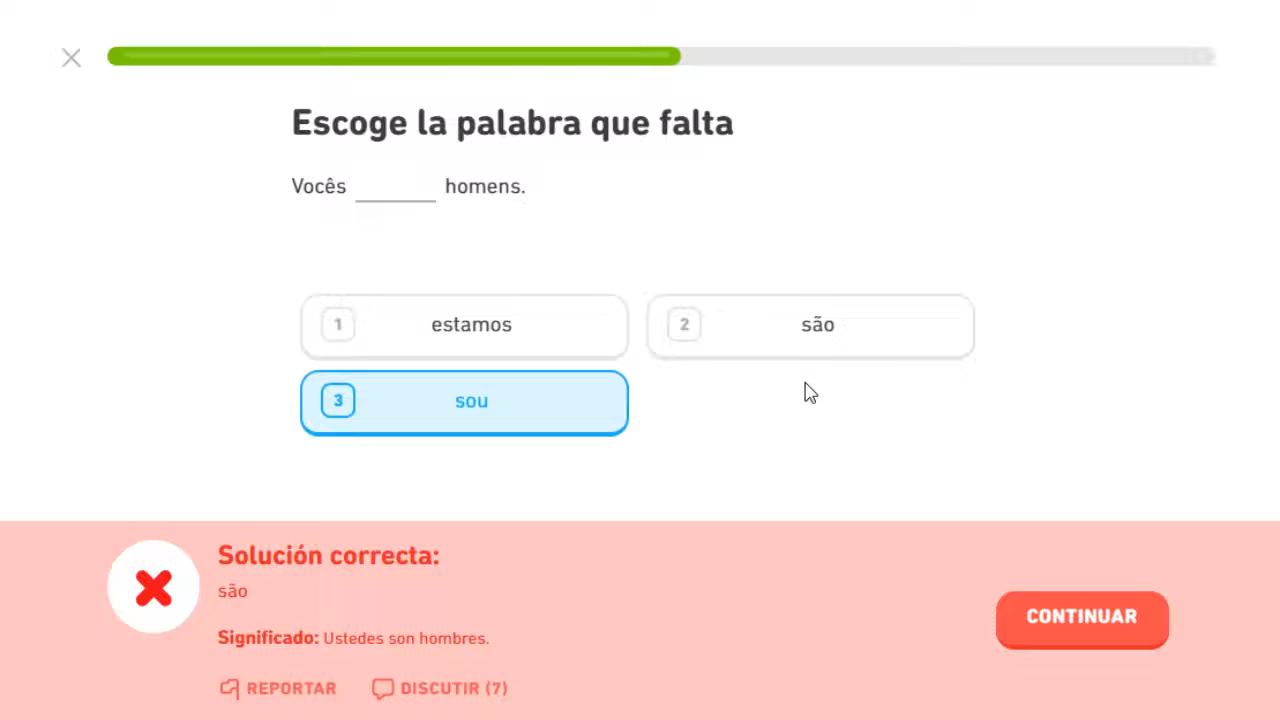 Escoge la palabra que falta
Vocês ______ homens.
1 estamos
2 são
3 sou
Solución correcta:
são
Significado: Ustedes son hombres.
REPORTAR DISCUTIR (7)
CONTINUAR